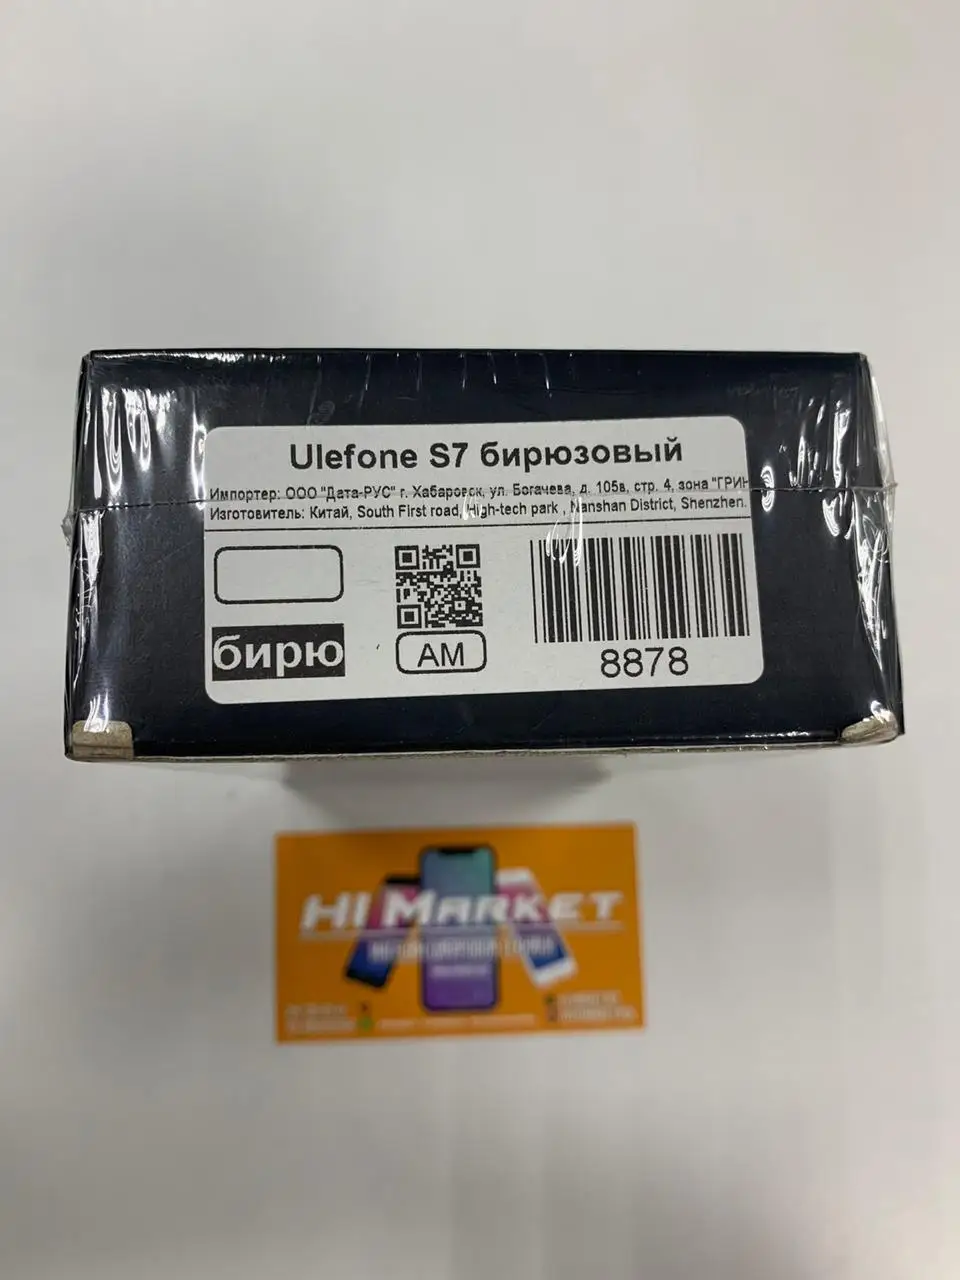 Ulefone S7 бирюзовый
Импортер: ООО "Дата-РУС" г. Хабаровск, ул. Богачева, д. 105в, стр. 4, зона "ГРИН
Изготовитель: Китай, South First road, High-tech park , Nanshan District, Shenzhen.
бирю
AM
8878
HI MARKET